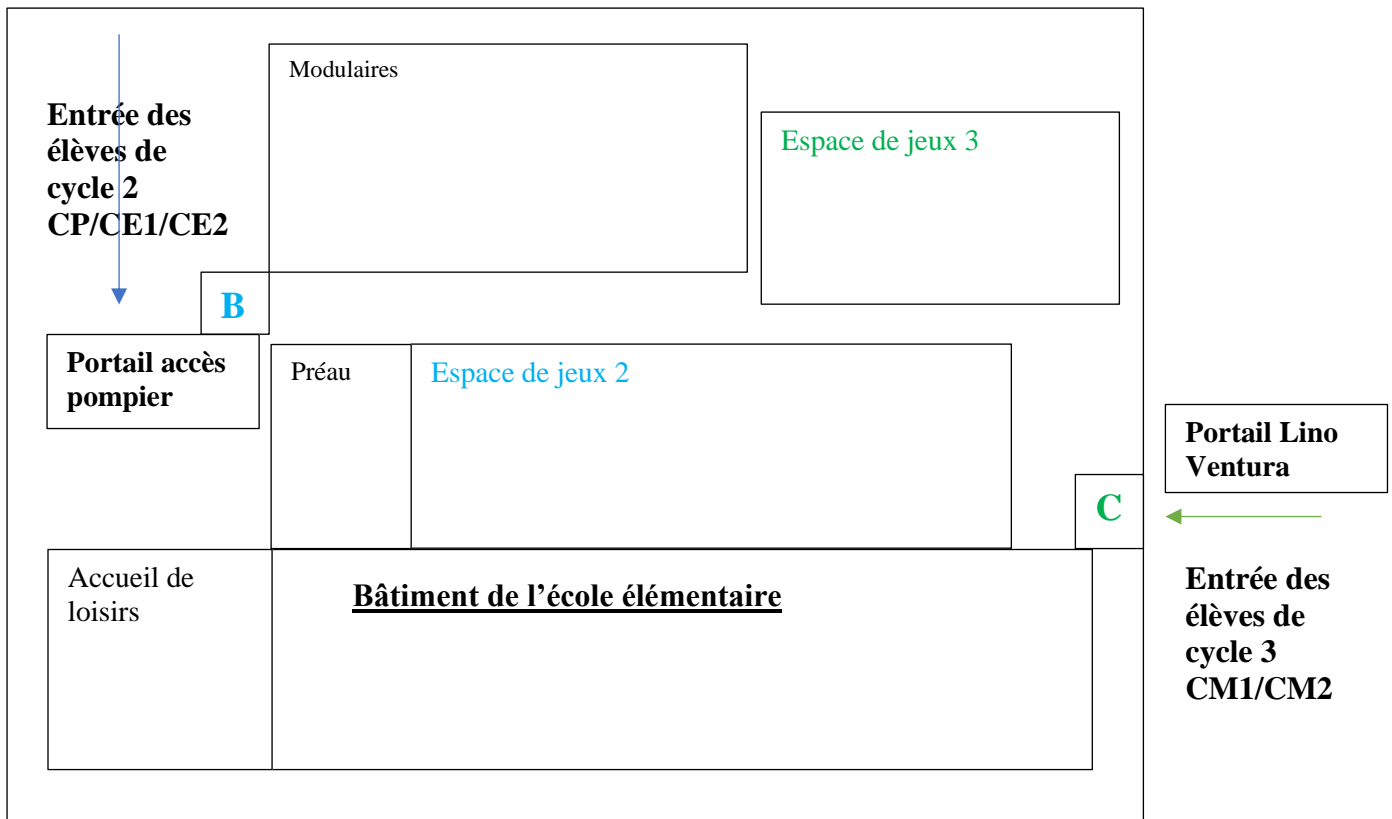 Modulaires
Entrée des
élèves de
cycle 2
CP/CE1/CE2
Espace de jeux 3
B
Portail accès
pompier
Préau
Espace de jeux 2
Portail Lino
Ventura
C
Accueil de
loisirs
Bâtiment de l’école élémentaire
Entrée des
élèves de
cycle 3
CM1/CM2